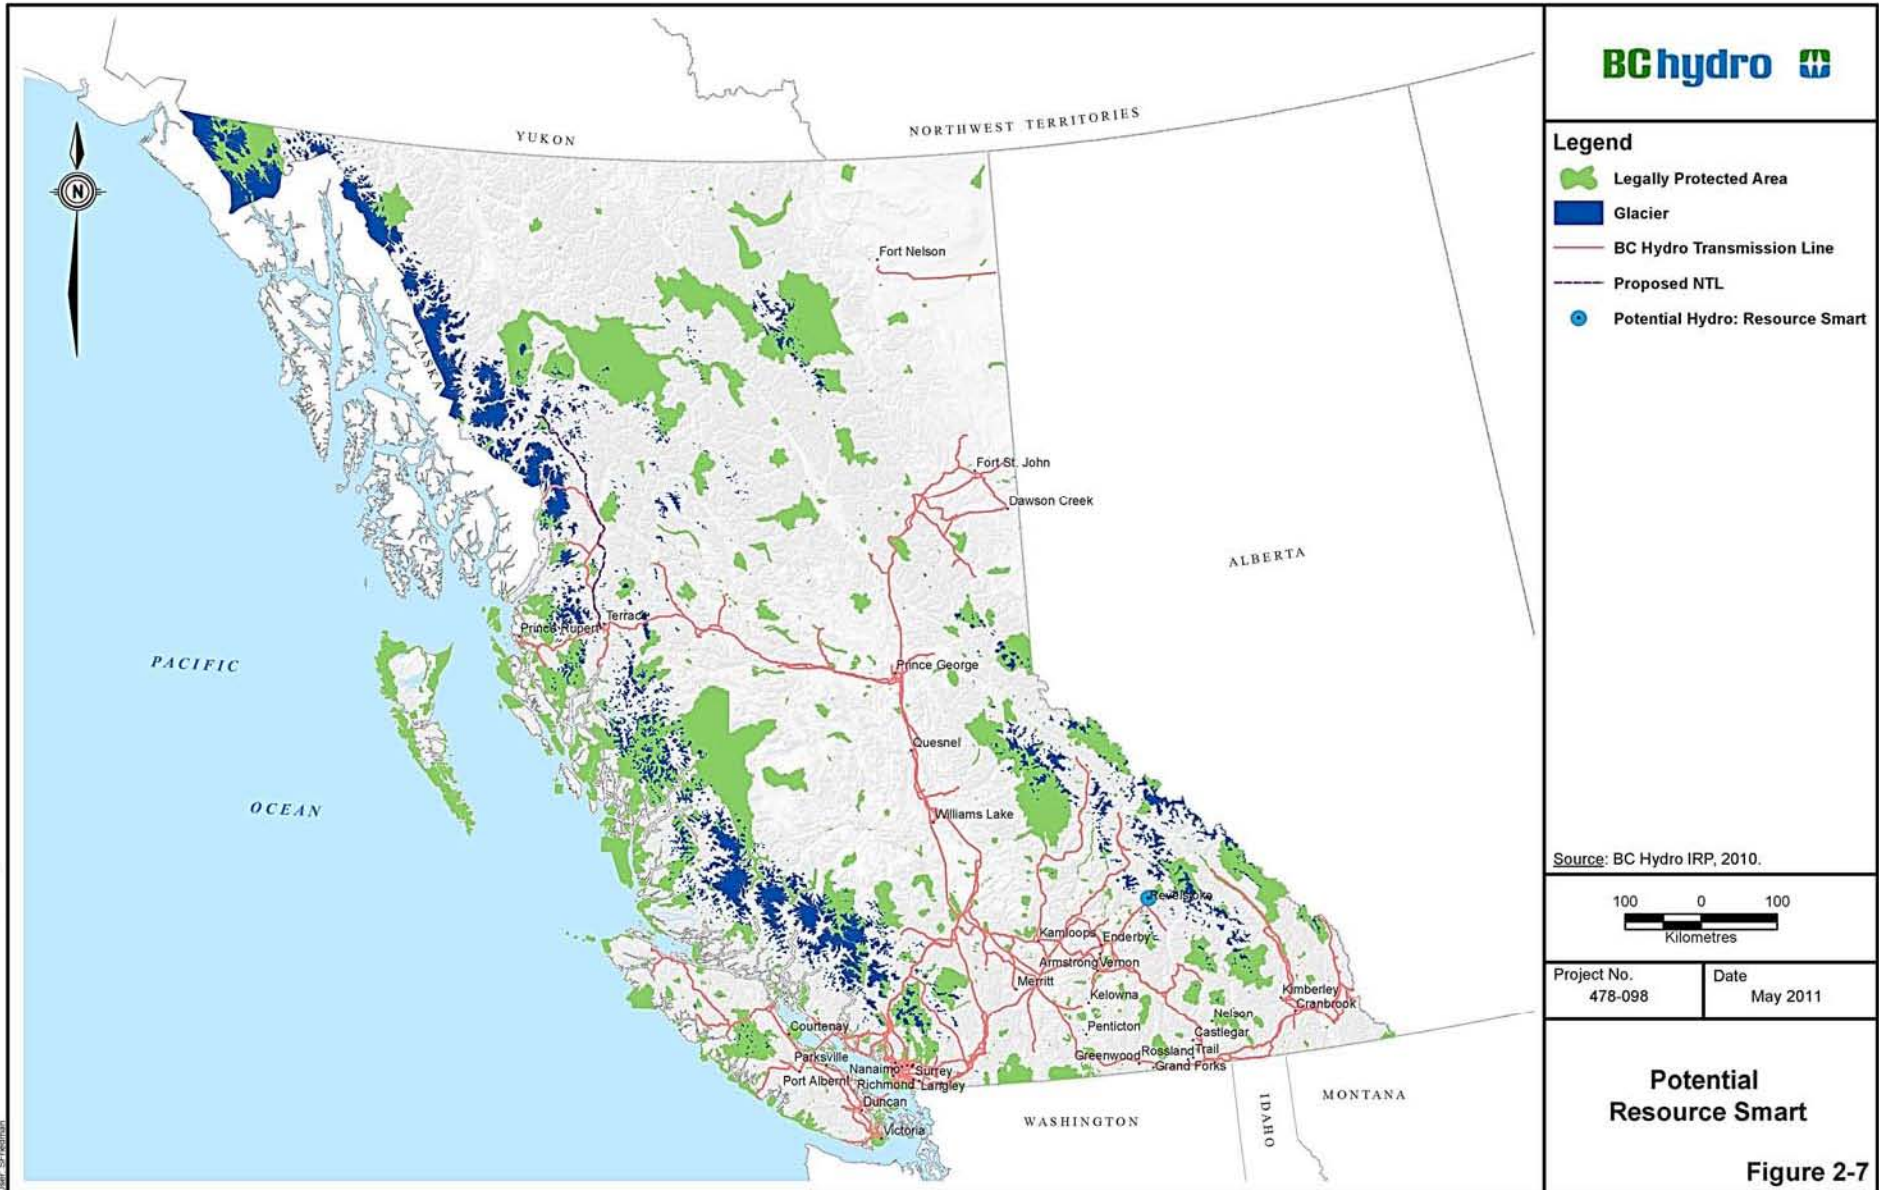 BC hydro
Legend
Legally Protected Area
Glacier
BC Hydro Transmission Line
Proposed NTL
Potential Hydro: Resource Smart
Source: BC Hydro IRP, 2010.
100 0 100
Kilometres
Project No.
478-098
Date
May 2011
Potential
Resource Smart
Figure 2-7
N
YUKON
NORTHWEST TERRITORIES
ALASKA
ALBERTA
PACIFIC
OCEAN
WASHINGTON
IDAHO
MONTANA
Fort Nelson
Fort St. John
Dawson Creek
Terrace
Prince Rupert
Prince George
Quesnel
Williams Lake
Revelstoke
Kamloops
Enderby
Armstrong
Vernon
Merritt
Kelowna
Kimberley
Cranbrook
Nelson
Penticton
Castlegar
Greenwood
Rossland
Trail
Grand Forks
Courtenay
Parksville
Nanaimo
Surrey
Port Alberni
Richmond
Langley
Duncan
Victoria